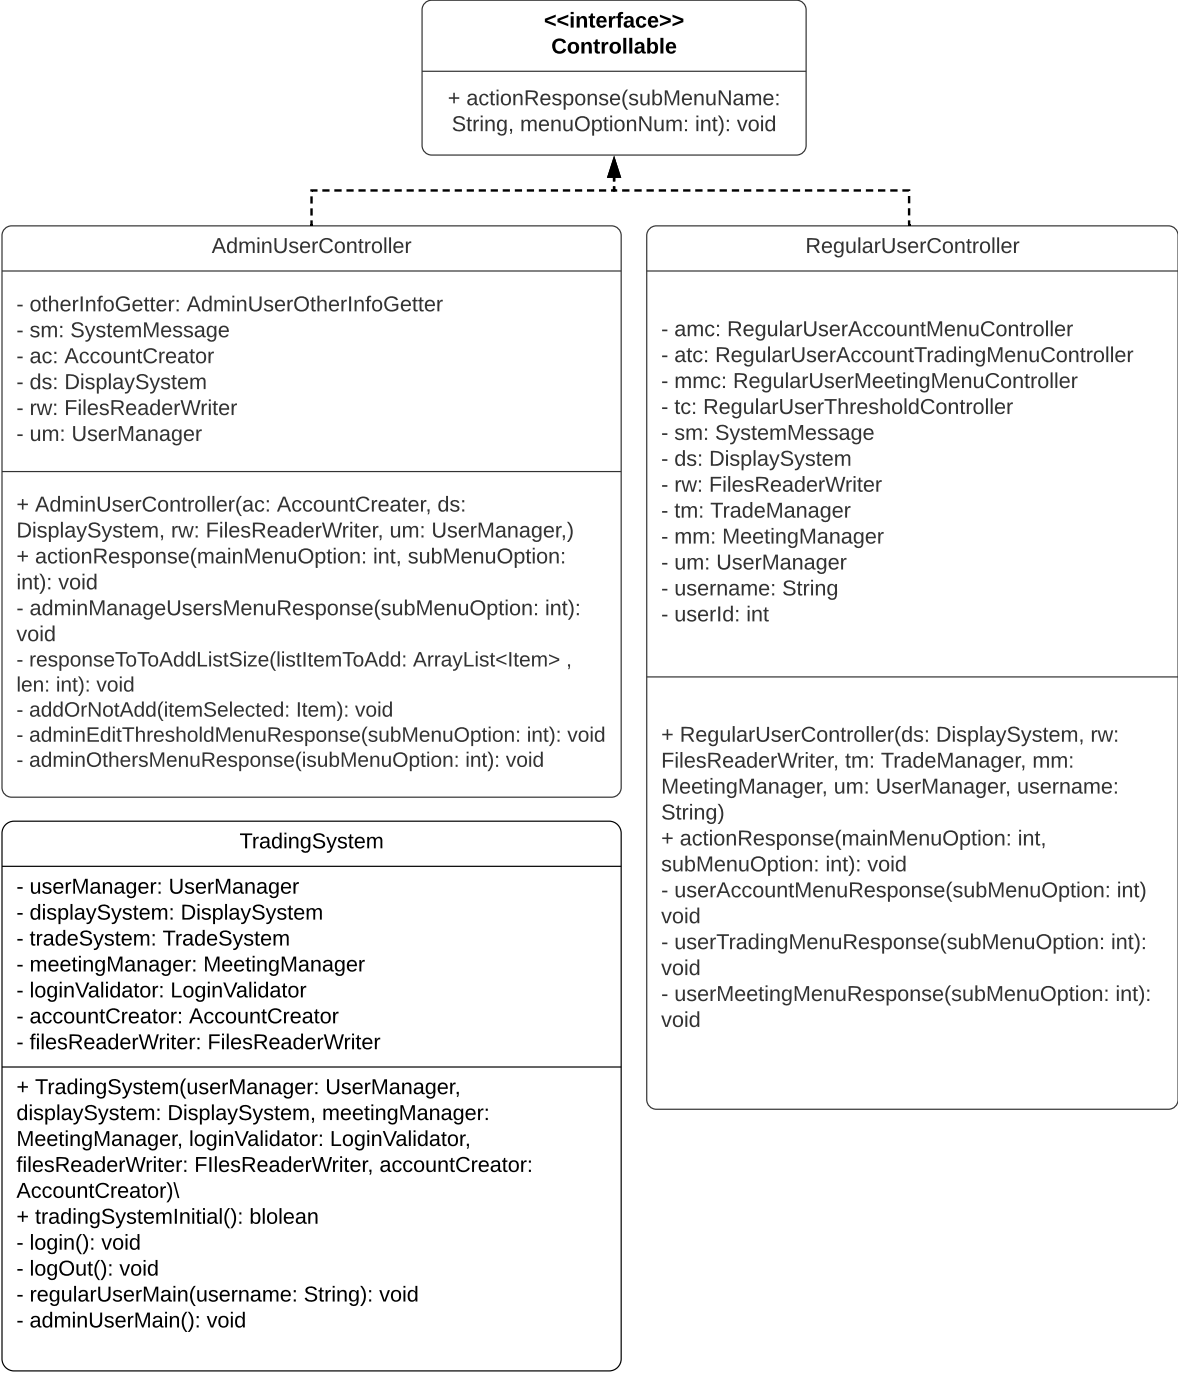 <<interface>>
Controllable
+ actionResponse(subMenuName:
String, menuOptionNum: int): void
AdminUserController
- otherInfoGetter: AdminUserOtherInfoGetter
- sm: SystemMessage
- ac: AccountCreator
- ds: DisplaySystem
- rw: FilesReaderWriter
- um: UserManager
+ AdminUserController(ac: AccountCreater, ds:
DisplaySystem, rw: FilesReaderWriter, um: UserManager,)
+ actionResponse(mainMenuOption: int, subMenuOption:
int): void
- adminManageUsersMenuResponse(subMenuOption: int):
void
- responseToToAddListSize(listItemToAdd: ArrayList<Item> ,
len: int): void
- addOrNotAdd(itemSelected: Item): void
- adminEditThresholdMenuResponse(subMenuOption: int): void
- adminOthersMenuResponse(isubMenuOption: int): void
RegularUserController
- amc: RegularUserAccountMenuController
- atc: RegularUserAccountTradingMenuController
- mmc: RegularUserMeetingMenuController
- tc: RegularUserThresholdController
- sm: SystemMessage
- ds: DisplaySystem
- rw: FilesReaderWriter
- tm: TradeManager
- mm: MeetingManager
- um: UserManager
- username: String
- userId: int
+ RegularUserController(ds: DisplaySystem, rw:
FilesReaderWriter, tm: TradeManager, mm:
MeetingManager, um: UserManager, username:
String)
+ actionResponse(mainMenuOption: int,
subMenuOption: int): void
- userAccountMenuResponse(subMenuOption: int)
void
- userTradingMenuResponse(subMenuOption: int):
void
- userMeetingMenuResponse(subMenuOption: int):
void
TradingSystem
- userManager: UserManager
- displaySystem: DisplaySystem
- tradeSystem: TradeSystem
- meetingManager: MeetingManager
- loginValidator: LoginValidator
- accountCreator: AccountCreator
- filesReaderWriter: FilesReaderWriter
+ TradingSystem(userManager: UserManager,
displaySystem: DisplaySystem, meetingManager:
MeetingManager, loginValidator: LoginValidator,
filesReaderWriter: FIlesReaderWriter, accountCreator:
AccountCreator)\
+ tradingSystemInitial(): blolean
- login(): void
- logOut(): void
- regularUserMain(username: String): void
- adminUserMain(): void